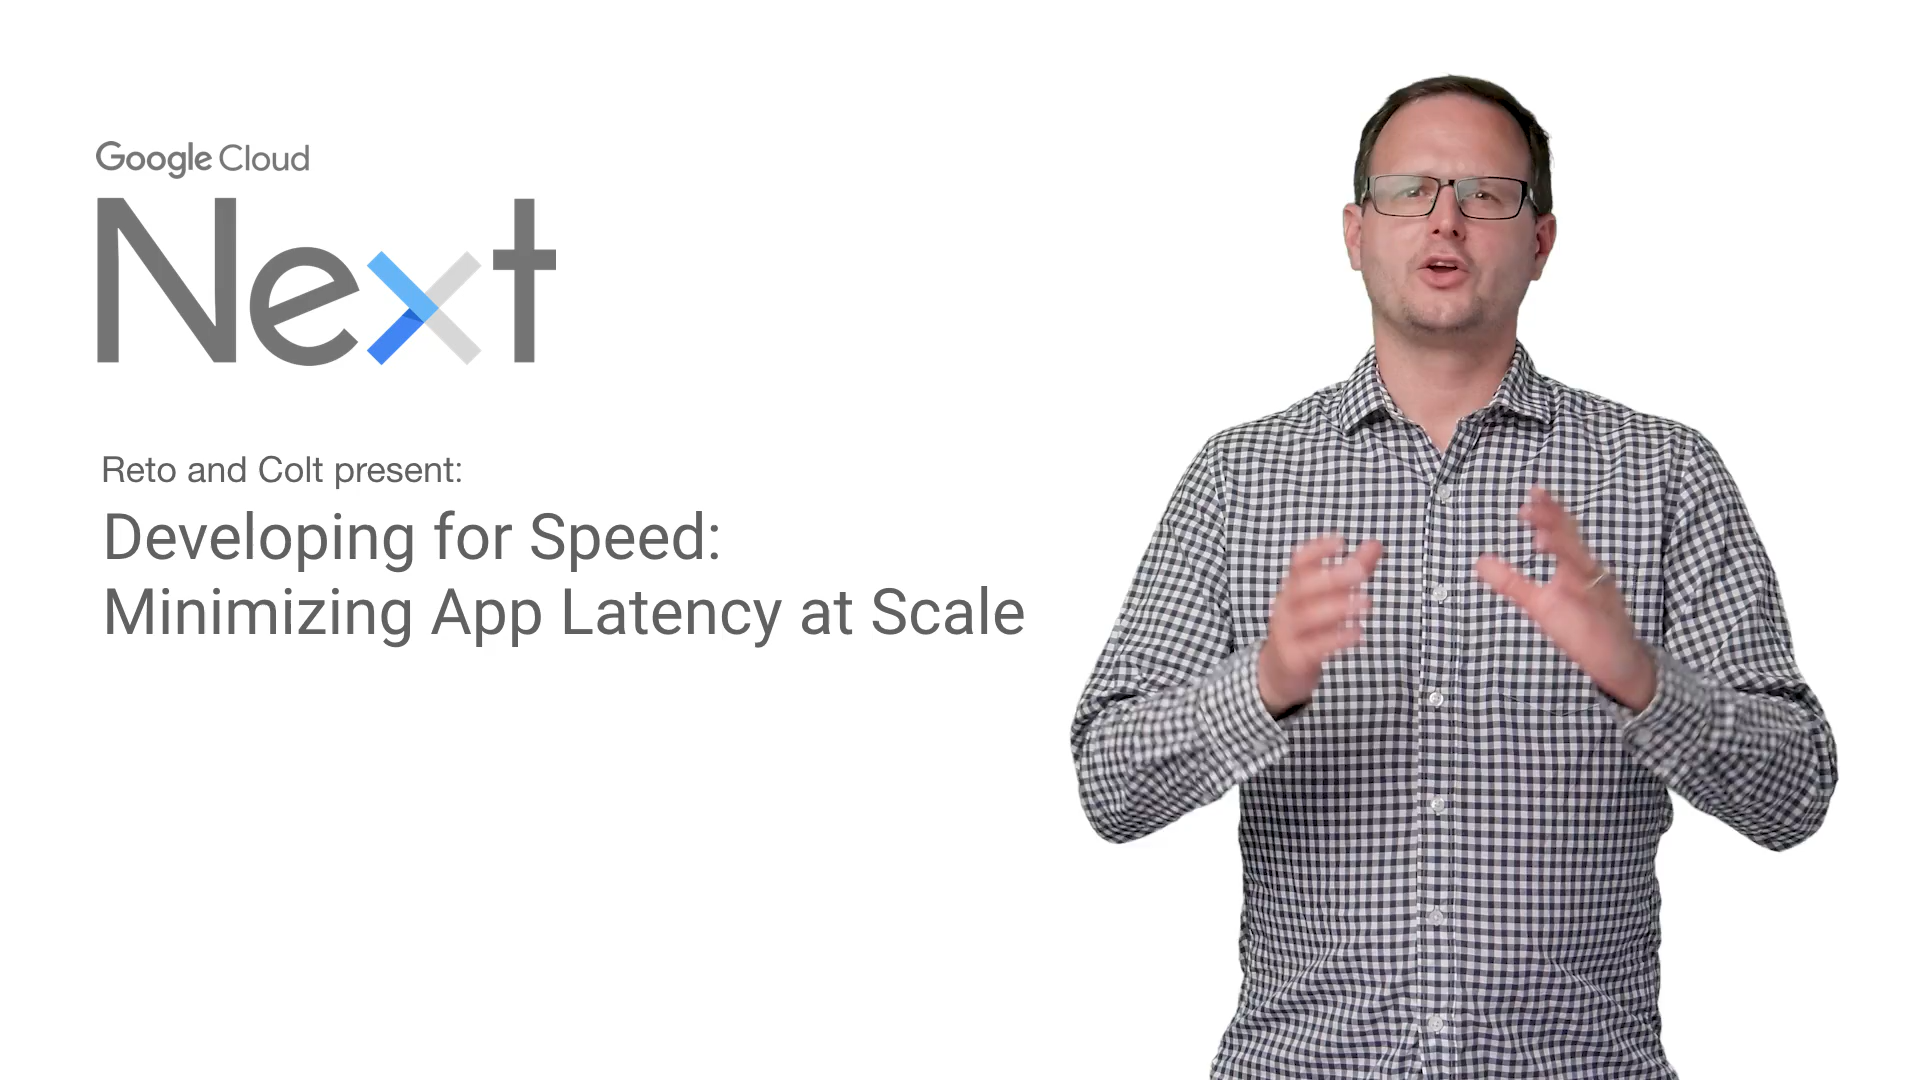 Google Cloud
Next
Reto and Colt present:
Developing for Speed:
Minimizing App Latency at Scale